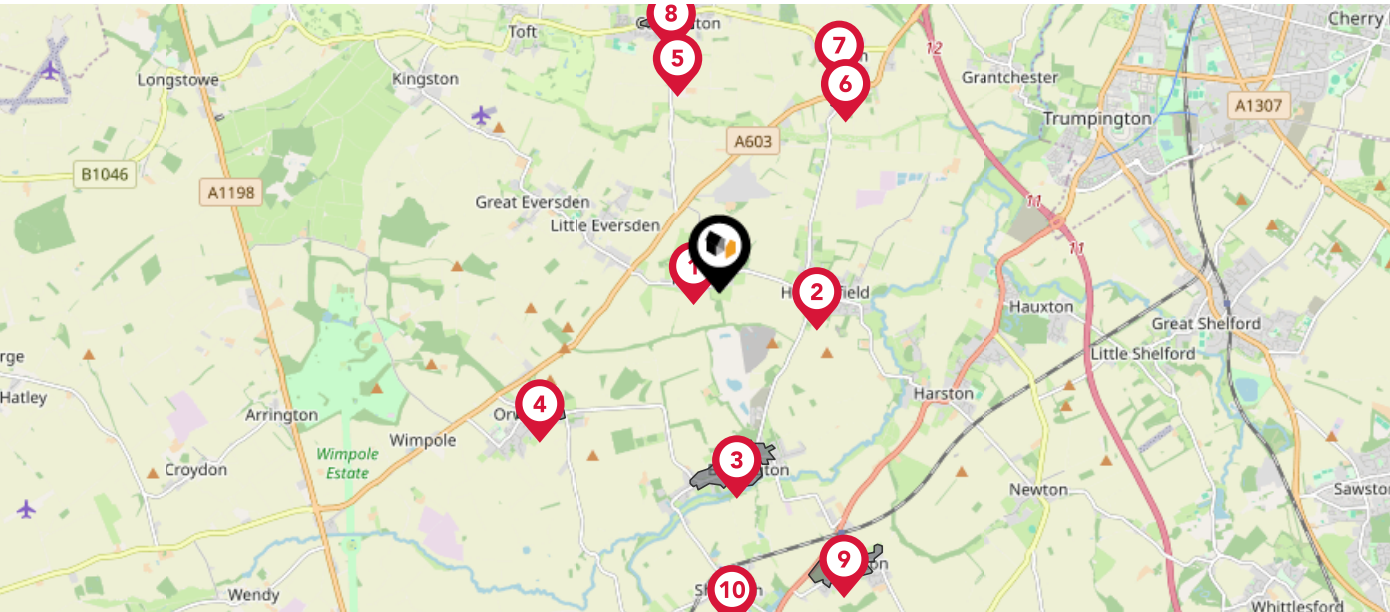 Cherry
8
Toft
7
12
5
Longstowe
Kingston
Grantchester
6
A1307
Trumpington
A603
B1046
A1198
Great Eversden
11
Little Eversden
11
1
2
Hauxton
Great Shelford
rge
Little Shelford
Hatley
Harston
4
Arrington
Wimpole
Wimpole
Estate
3
Croydon
Newton
Sawsto
9
10
Wendy
Whittlesford